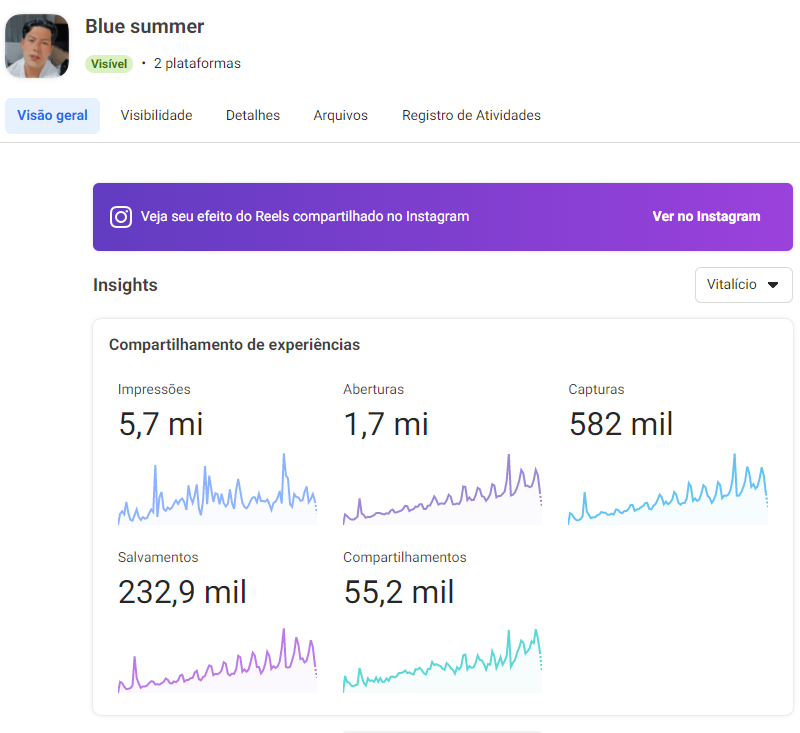 Blue summer
Visível • 2 plataformas
Visão geral Visibilidade Detalhes Arquivos Registro de Atividades
Veja seu efeito do Reels compartilhado no Instagram Ver no Instagram
Insights Vitalício
Compartilhamento de experiências
Impressões Aberturas Capturas
5,7 mi 1,7 mi 582 mil
Salvamentos Compartilhamentos
232,9 mil 55,2 mil